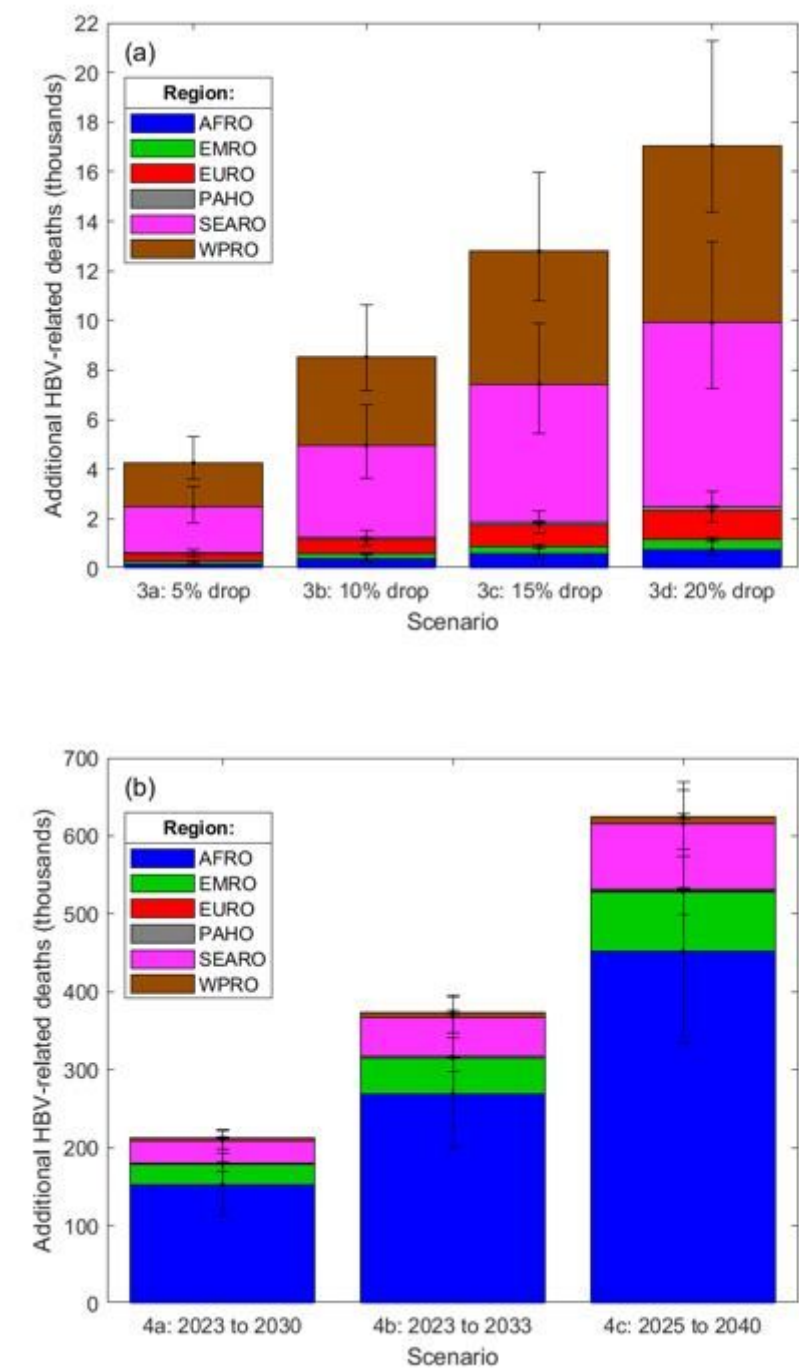 22
20
18
16
14
12
10
8
6
4
2
0
Additional HBV-related deaths (thousands)
(a)
Region:
AFRO
EMRO
EURO
PAHO
SEARO
WPRO
3a: 5% drop 3b: 10% drop 3c: 15% drop 3d: 20% drop
Scenario
700
600
500
400
300
200
100
0
Additional HBV-related deaths (thousands)
(b)
Region:
AFRO
EMRO
EURO
PAHO
SEARO
WPRO
4a: 2023 to 2030 4b: 2023 to 2033 4c: 2025 to 2040
Scenario